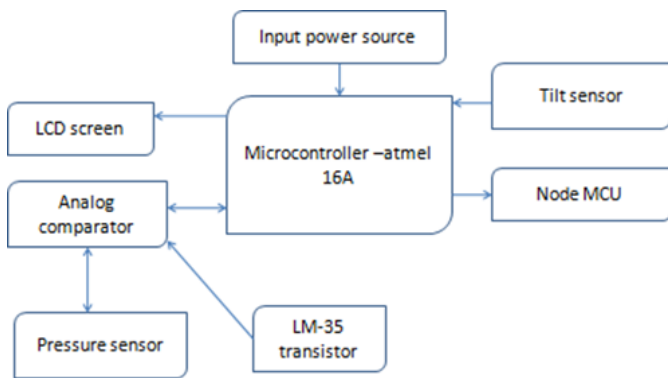 Input power source
Tilt sensor
LCD screen
Microcontroller –atmel
16A
Node MCU
Analog
comparator
Pressure sensor
LM-35
transistor